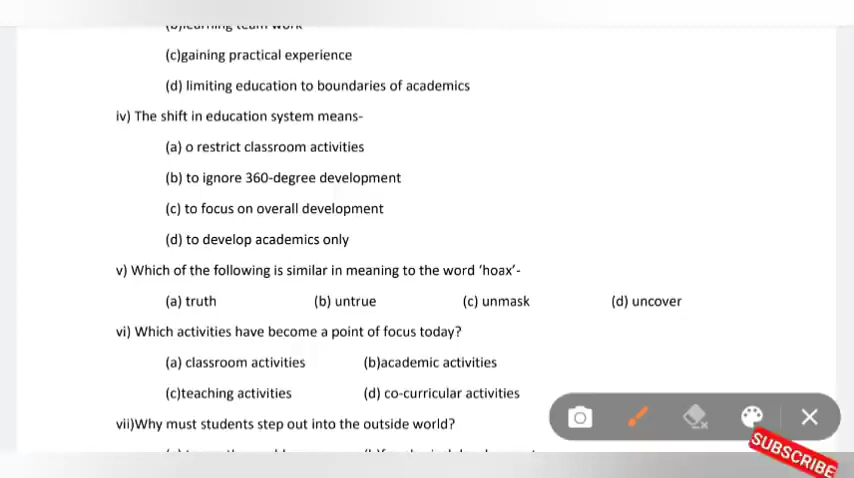 (b)learning team work
(c)gaining practical experience
(d) limiting education to boundaries of academics
iv) The shift in education system means-
(a) o restrict classroom activities
(b) to ignore 360-degree development
(c) to focus on overall development
(d) to develop academics only
v) Which of the following is similar in meaning to the word ‘hoax’-
(a) truth (b) untrue (c) unmask (d) uncover
vi) Which activities have become a point of focus today?
(a) classroom activities (b)academic activities
(c)teaching activities (d) co-curricular activities
vii)Why must students step out into the outside world?
SUBSCRIBE